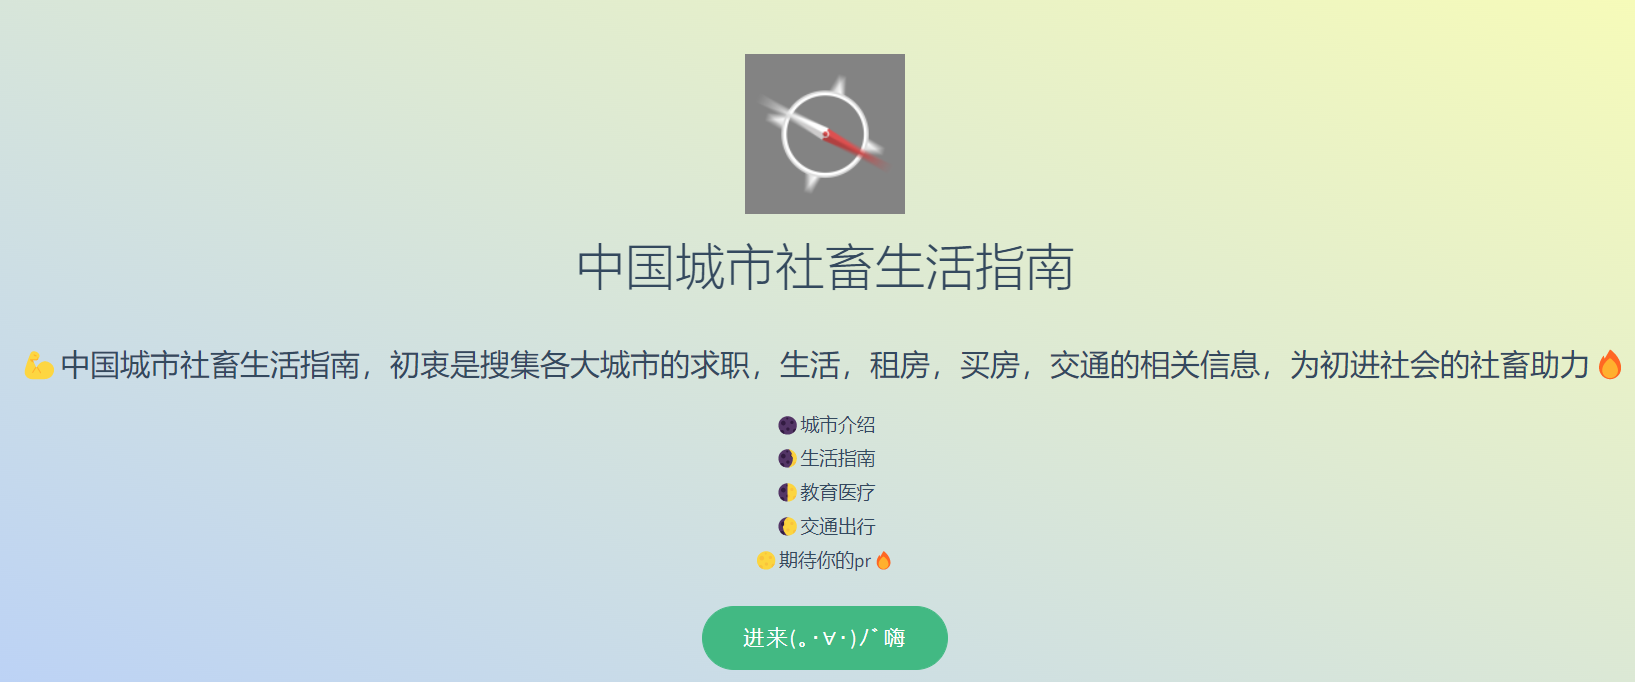 中国城市社畜生活指南
💪中国城市社畜生活指南，初衷是搜集各大城市的求职，生活，租房，买房，交通的相关信息，为初进社会的社畜助力🔥
🌑城市介绍
🌒生活指南
🌓教育医疗
🌔交通出行
🌕期待你的pr🔥
进来(｡･∀･)ﾉﾞ嗨